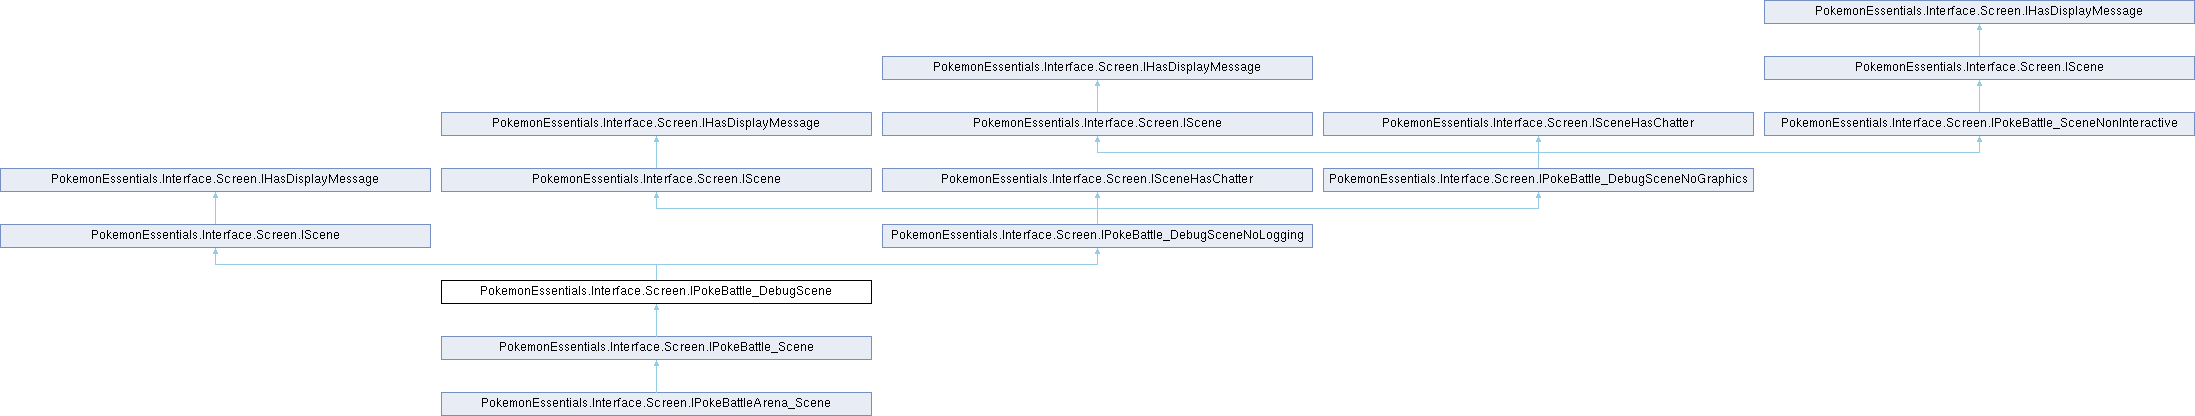 PokemonEssentials.Interface.Screen.IHasDisplayMessage
PokemonEssentials.Interface.Screen.IHasDisplayMessage
PokemonEssentials.Interface.Screen.IScene
PokemonEssentials.Interface.Screen.IHasDisplayMessage
PokemonEssentials.Interface.Screen.IScene
PokemonEssentials.Interface.Screen.ISceneHasChatter
PokemonEssentials.Interface.Screen.IPokeBattle_SceneNonInteractive
PokemonEssentials.Interface.Screen.IHasDisplayMessage
PokemonEssentials.Interface.Screen.IScene
PokemonEssentials.Interface.Screen.ISceneHasChatter
PokemonEssentials.Interface.Screen.IPokeBattle_DebugSceneNoGraphics
PokemonEssentials.Interface.Screen.IScene
PokemonEssentials.Interface.Screen.IPokeBattle_DebugSceneNoLogging
PokemonEssentials.Interface.Screen.IPokeBattle_DebugScene
PokemonEssentials.Interface.Screen.IPokeBattle_Scene
PokemonEssentials.Interface.Screen.IPokeBattleArena_Scene